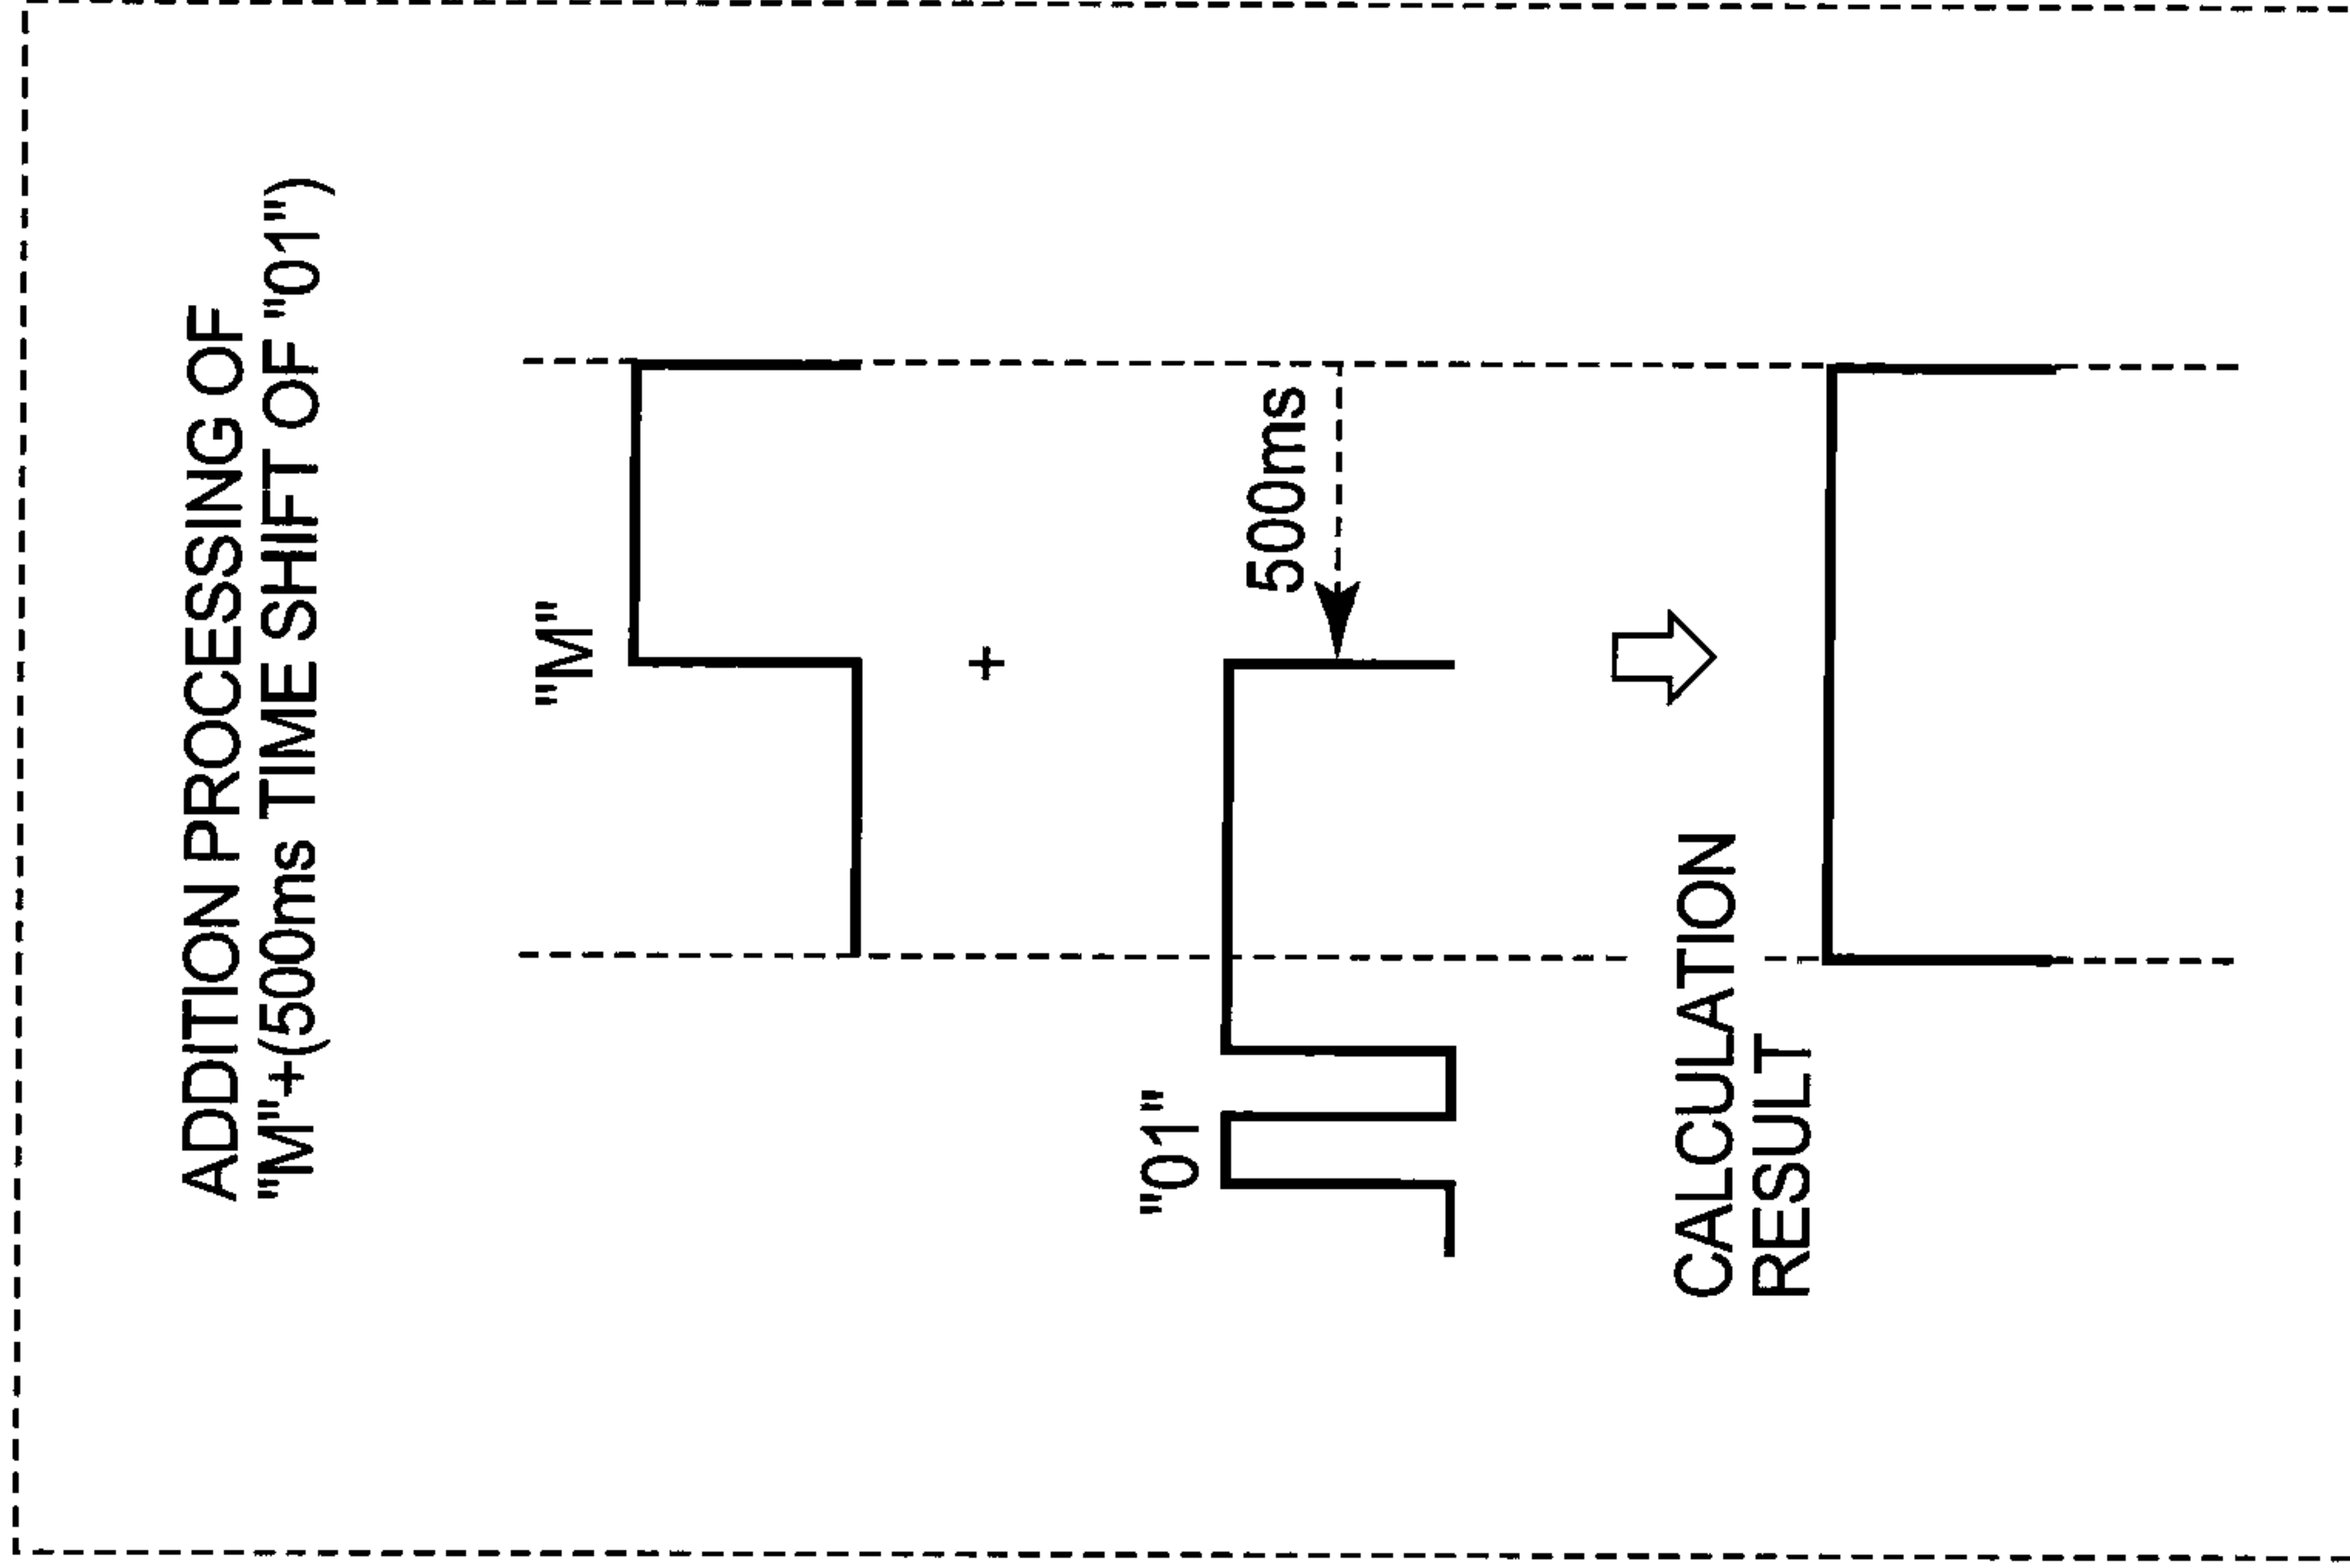 ADDITION PROCESSING OF
"M"+(500ms TIME SHIFT OF "01")
"M"
+
"01"
500ms
CALCULATION
RESULT